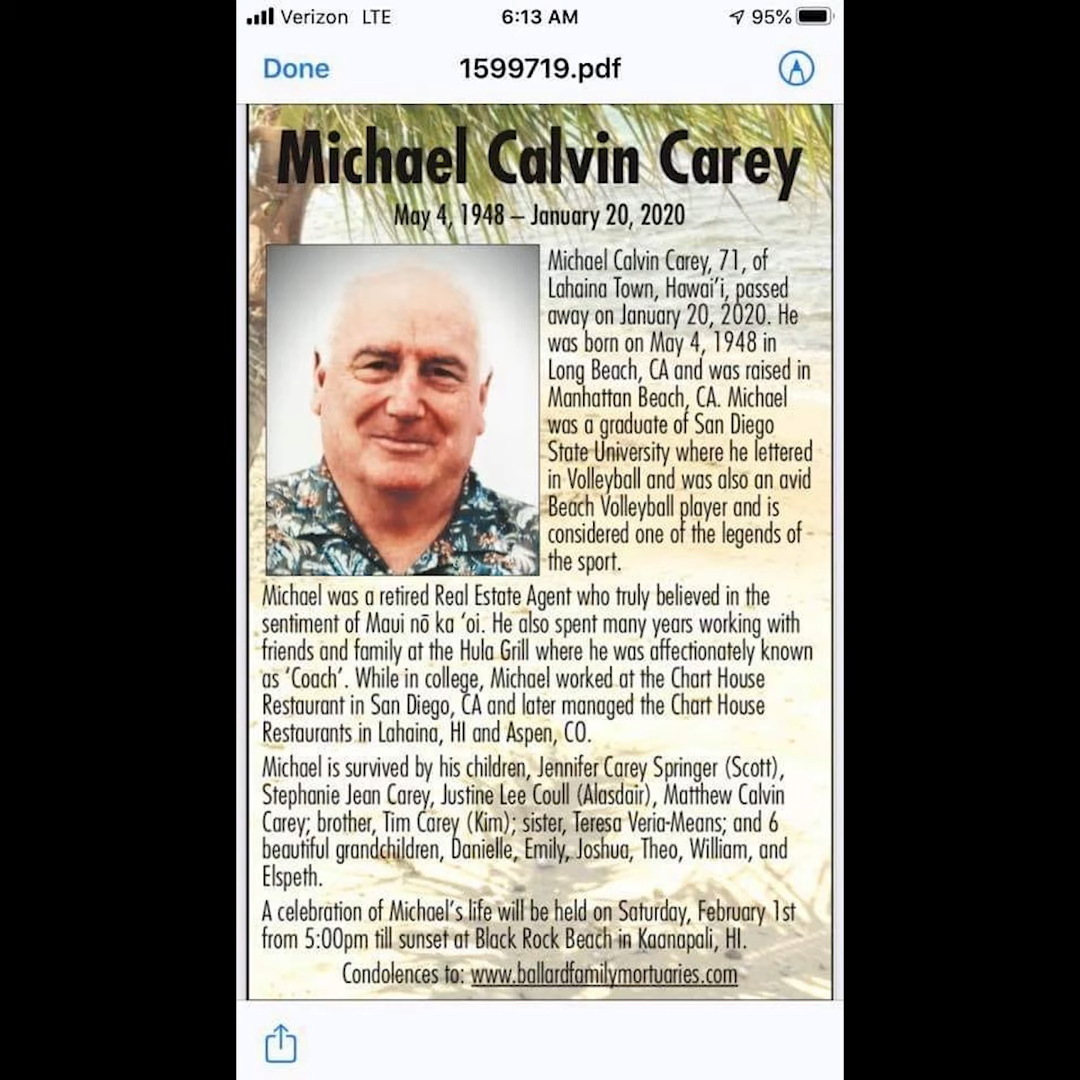 Verizon LTE 6:13 AM 95%
Done 1599719.pdf
Michael Calvin Carey
May 4, 1948 – January 20, 2020
Michael Calvin Carey, 71, of
Lahaina Town, Hawai‘i, passed
away on January 20, 2020. He
was born on May 4, 1948 in
Long Beach, CA and was raised in
Manhattan Beach, CA. Michael
was a graduate of San Diego
State University where he lettered
in Volleyball and was also an avid
Beach Volleyball player and is
considered one of the legends of
the sport.
Michael was a retired Real Estate Agent who truly believed in the
sentiment of Maui nō ka ‘oi. He also spent many years working with
friends and family at the Hula Grill where he was affectionately known
as ‘Coach’. While in college, Michael worked at the Chart House
Restaurant in San Diego, CA and later managed the Chart House
Restaurants in Lahaina, HI and Aspen, CO.
Michael is survived by his children, Jennifer Carey Springer (Scott),
Stephanie Jean Carey, Justine Lee Coull (Alasdair), Matthew Calvin
Carey; brother, Tim Carey (Kim); sister, Teresa Veria-Means; and 6
beautiful grandchildren, Danielle, Emily, Joshua, Theo, William, and
Elspeth.
A celebration of Michael’s life will be held on Saturday, February 1st
from 5:00pm till sunset at Black Rock Beach in Kaanapali, HI.
Condolences to: www.ballardfamilymortuaries.com